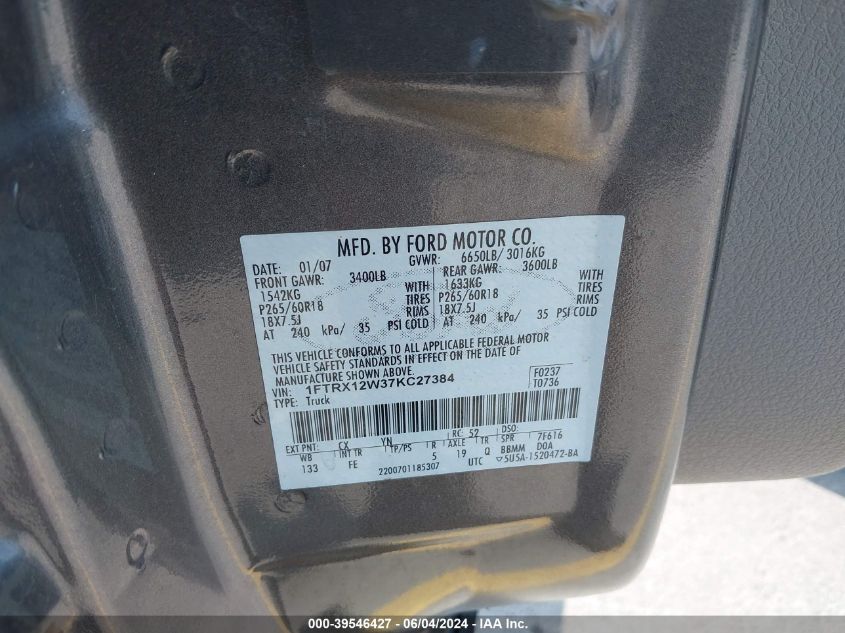 MFD. BY FORD MOTOR CO.
DATE: 01/07 GVWR: 6650LB/ 3016KG
FRONT GAWR: 3400LB REAR GAWR: 3600LB
1542KG WITH 1633KG WITH
P265/60R18 TIRES P265/60R18 TIRES
18X7.5J RIMS 18X7.5J RIMS
AT 240 kPa/ 35 PSI COLD AT 240 kPa/ 35 PSI COLD
THIS VEHICLE CONFORMS TO ALL APPLICABLE FEDERAL MOTOR
VEHICLE SAFETY STANDARDS IN EFFECT ON THE DATE OF
MANUFACTURE SHOWN ABOVE.
VIN: 1FTRX12W37KC27384 F0237
TYPE: Truck T0736
EXT PNT: CX YN RC: 52 DSO:
WB INT TR TP/PS R AXLE TR SPR 7F616
133 FE 5 19 Q BBMM DOA
2200701185307 UTC ▽5U5A-1520472-BA
000-39546427 - 06/04/2024 - IAA Inc.